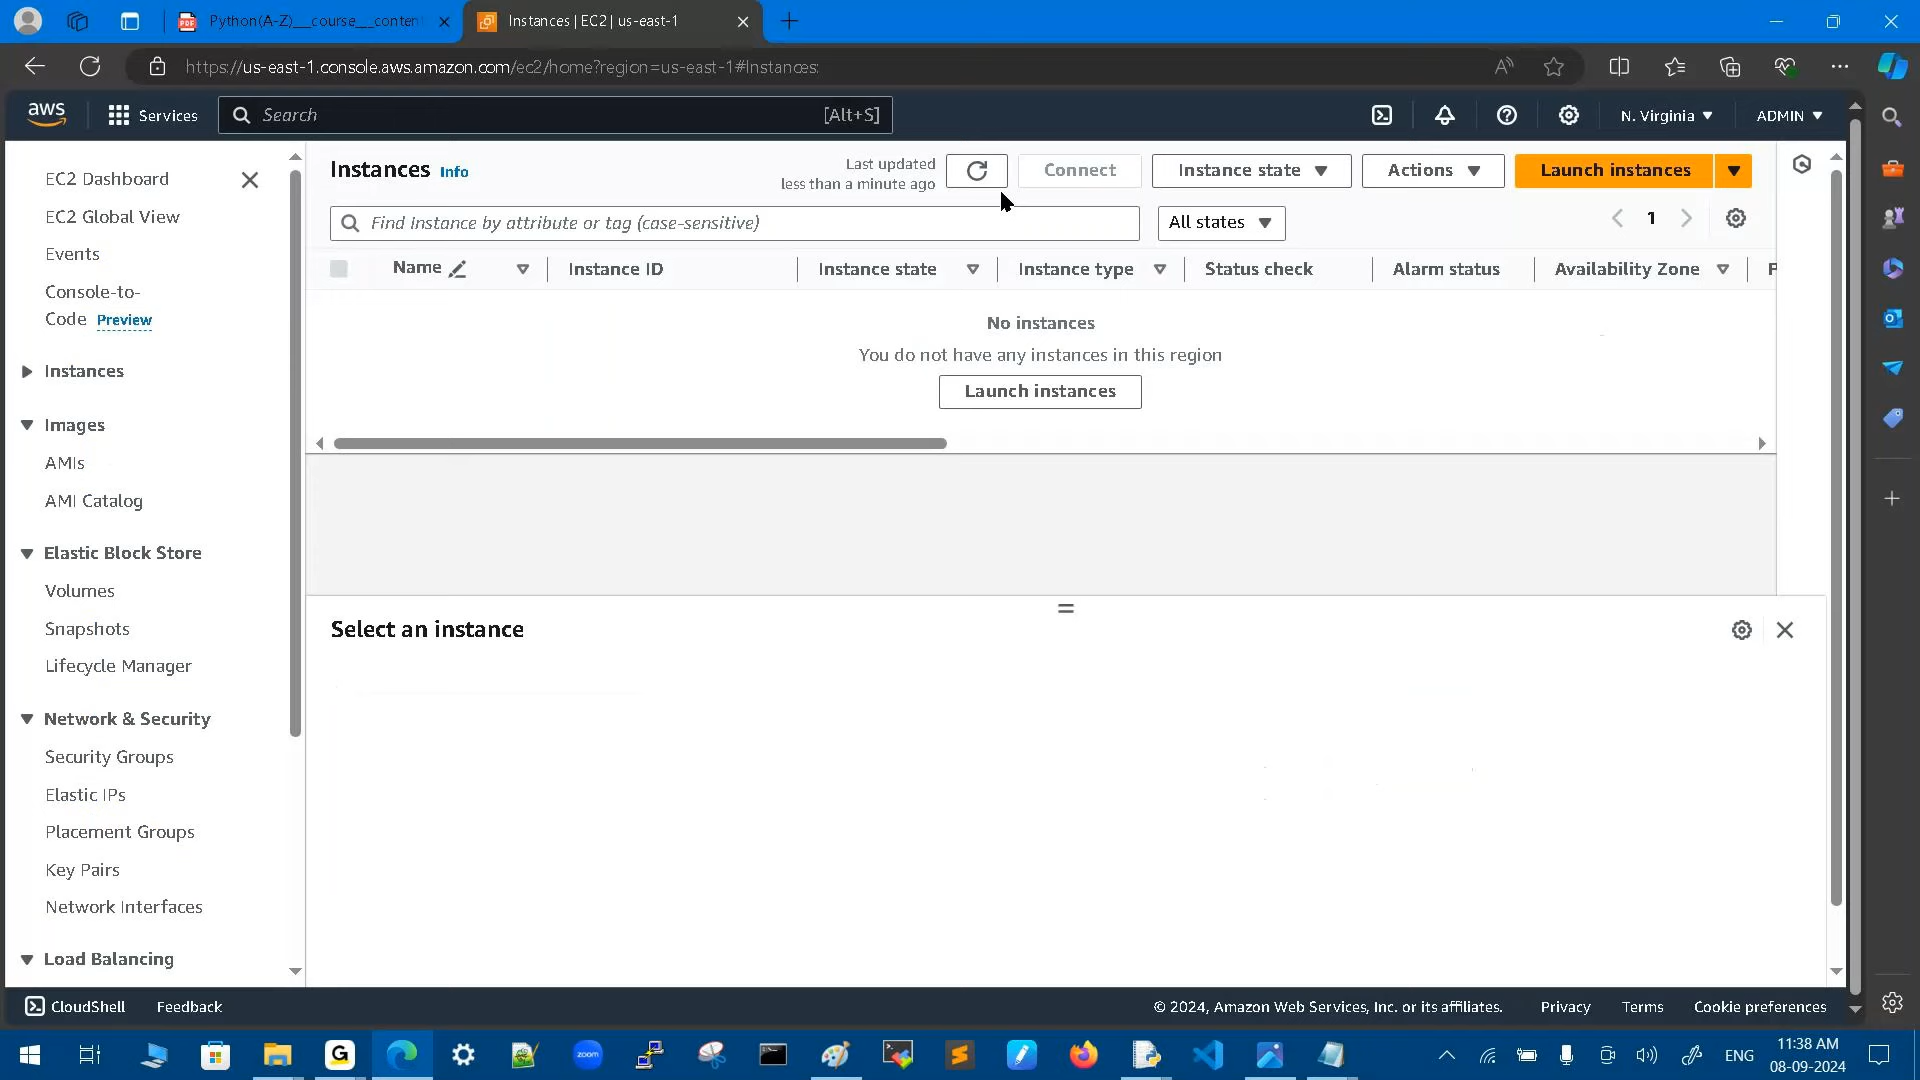 Python(A-Z)__course__conten
Instances | EC2 | us-east-1
https://us-east-1.console.aws.amazon.com/ec2/home?region=us-east-1#Instances:
aws
Services
Search
[Alt+S]
N. Virginia
ADMIN
EC2 Dashboard
EC2 Global View
Events
Console-to-
Code Preview
Instances
Images
AMIs
AMI Catalog
Elastic Block Store
Volumes
Snapshots
Lifecycle Manager
Network & Security
Security Groups
Elastic IPs
Placement Groups
Key Pairs
Network Interfaces
Load Balancing
Instances Info
Last updated
less than a minute ago
Connect
Instance state
Actions
Launch instances
Find Instance by attribute or tag (case-sensitive)
All states
1
Name
Instance ID
Instance state
Instance type
Status check
Alarm status
Availability Zone
P
No instances
You do not have any instances in this region
Launch instances
Select an instance
CloudShell
Feedback
© 2024, Amazon Web Services, Inc. or its affiliates.
Privacy
Terms
Cookie preferences
zoom
ENG
11:38 AM
08-09-2024